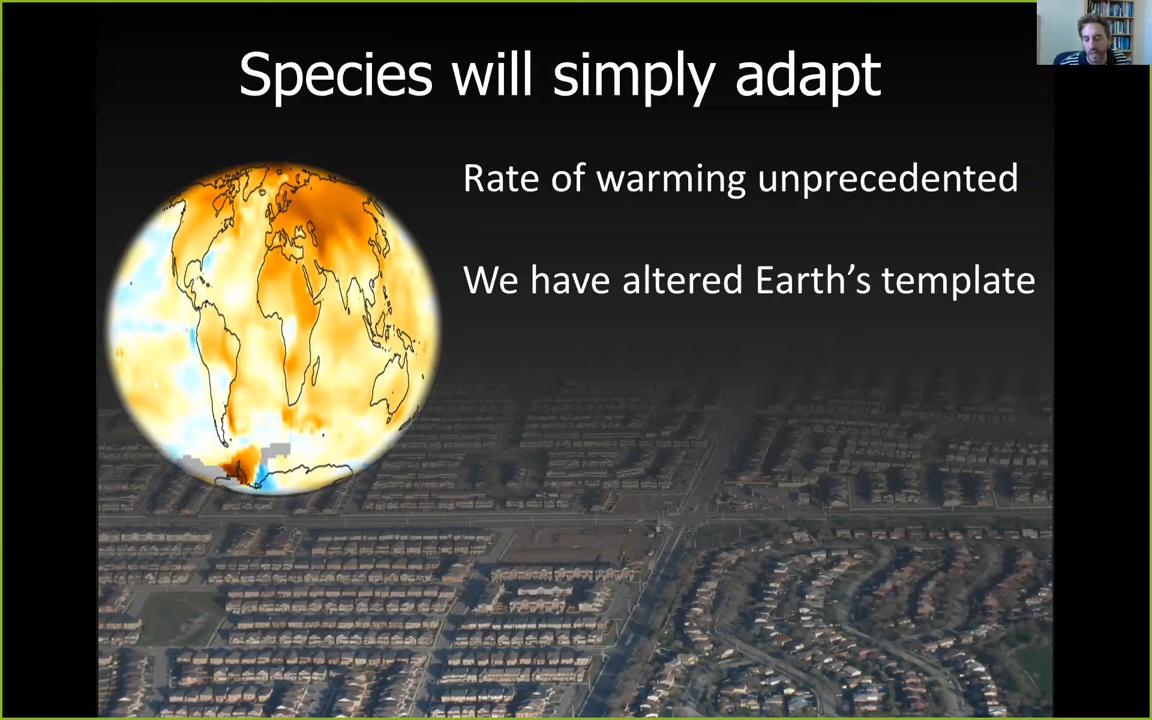 Species will simply adapt
Rate of warming unprecedented
We have altered Earth’s template